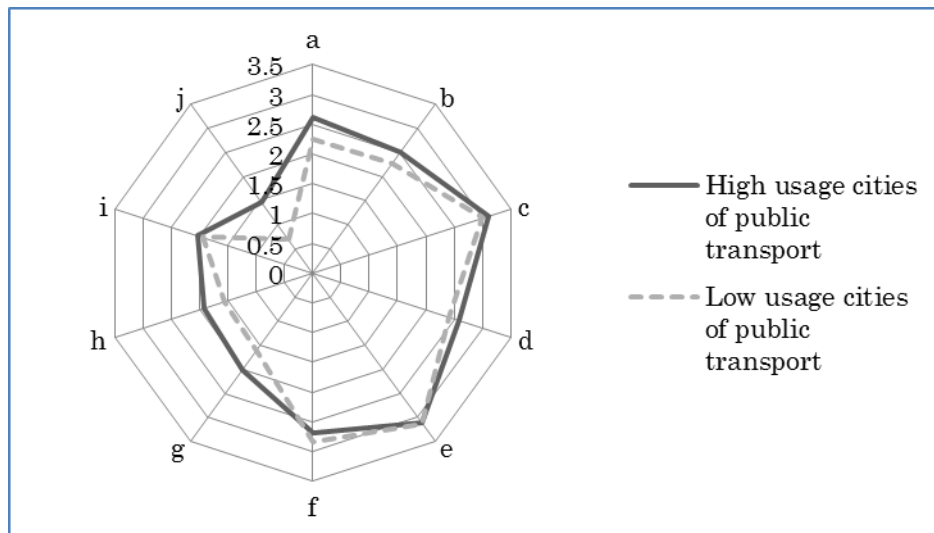 a
3.5
j
3
b
2.5
2
1.5
i
1
c
High usage cities
of public
transport
0.5
0
Low usage cities
of public
transport
h
d
g
e
f